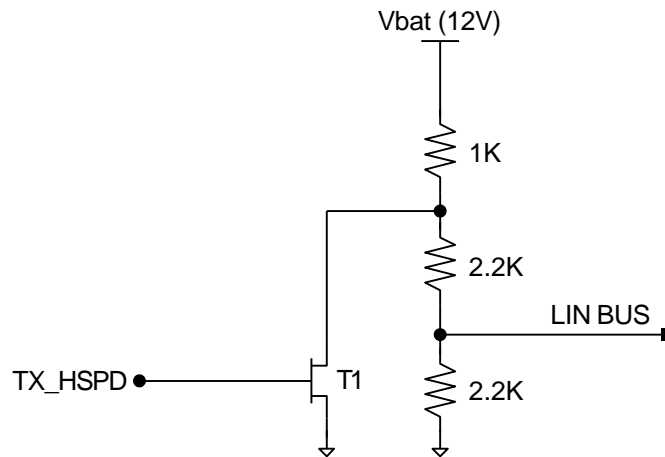 Vbat (12V)
1K
2.2K
LIN BUS
TX_HSPD
T1
2.2K